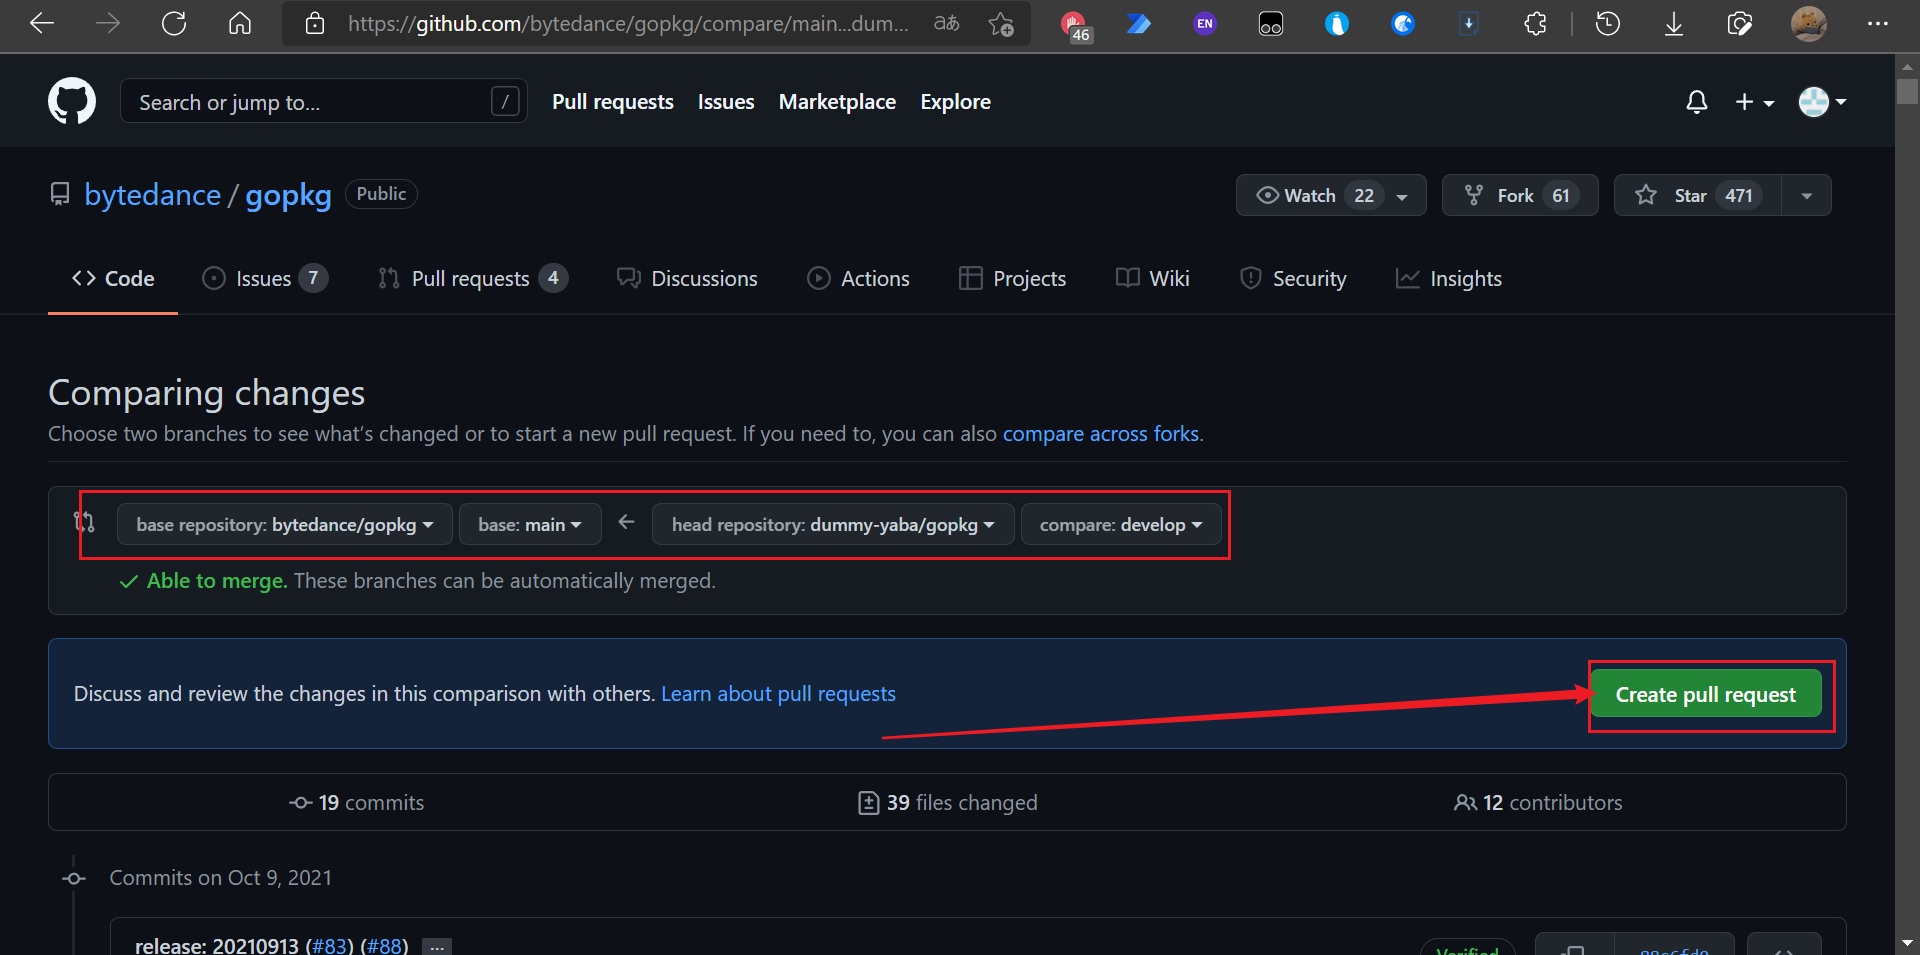 https://github.com/bytedance/gopkg/compare/main...dum... aあ 46 EN
Search or jump to... / Pull requests Issues Marketplace Explore
bytedance / gopkg Public Watch 22 Fork 61 Star 471
Code Issues 7 Pull requests 4 Discussions Actions Projects Wiki Security Insights
Comparing changes
Choose two branches to see what's changed or to start a new pull request. If you need to, you can also compare across forks.
base repository: bytedance/gopkg base: main head repository: dummy-yaba/gopkg compare: develop
Able to merge. These branches can be automatically merged.
Discuss and review the changes in this comparison with others. Learn about pull requests Create pull request
19 commits 39 files changed 12 contributors
Commits on Oct 9, 2021
release: 20210913 (#83) (#88) ... Verified